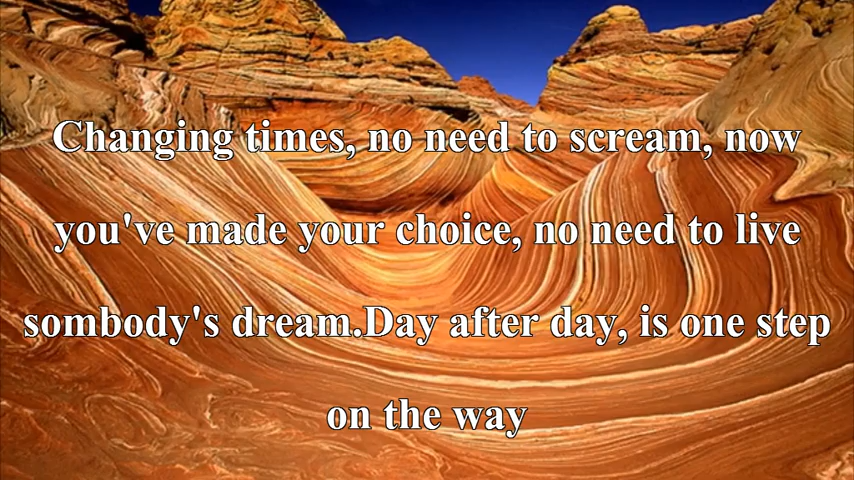 Changing times, no need to scream, now
you've made your choice, no need to live
sombody's dream.Day after day, is one step
on the way